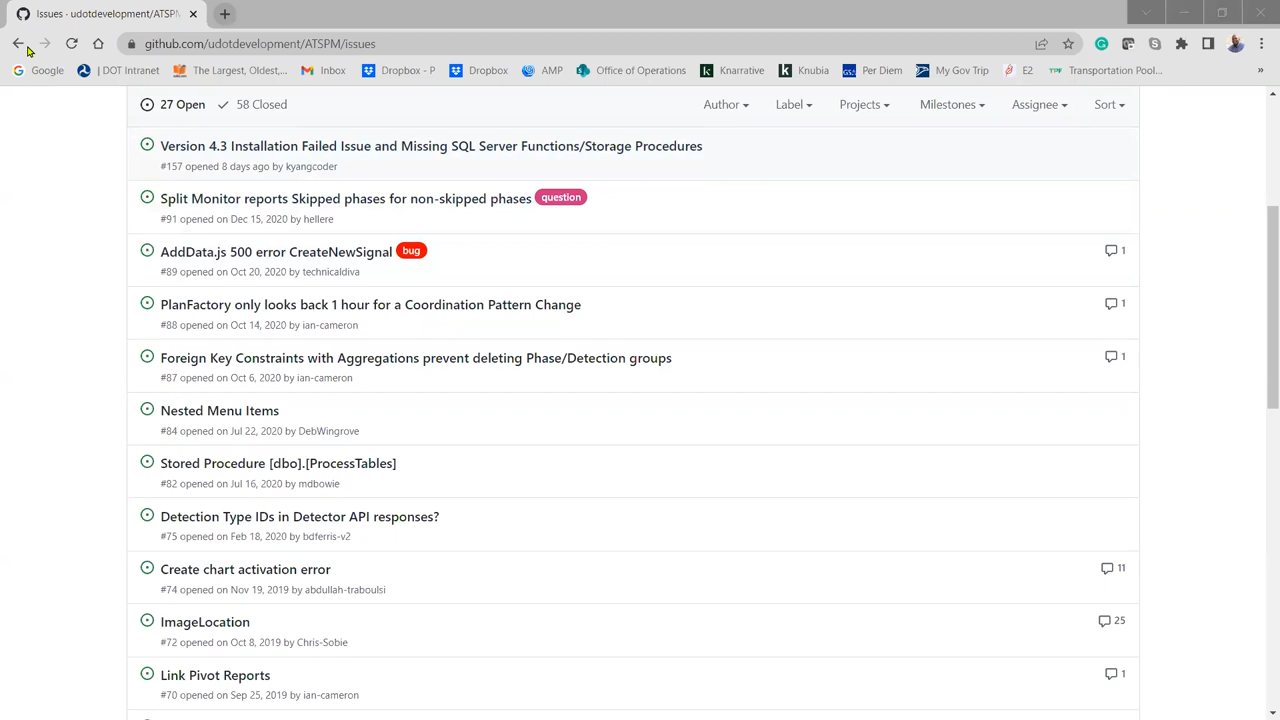 Issues · udotdevelopment/ATSPM
github.com/udotdevelopment/ATSPM/issues
Google | DOT Intranet The Largest, Oldest,... Inbox Dropbox - P Dropbox AMP Office of Operations Knarrative Knubia Per Diem My Gov Trip E2 Transportation Pool... »
27 Open 58 Closed Author Label Projects Milestones Assignee Sort
Version 4.3 Installation Failed Issue and Missing SQL Server Functions/Storage Procedures
#157 opened 8 days ago by kyangcoder
Split Monitor reports Skipped phases for non-skipped phases question
#91 opened on Dec 15, 2020 by hellere
AddData.js 500 error CreateNewSignal bug 1
#89 opened on Oct 20, 2020 by technicaldiva
PlanFactory only looks back 1 hour for a Coordination Pattern Change 1
#88 opened on Oct 14, 2020 by ian-cameron
Foreign Key Constraints with Aggregations prevent deleting Phase/Detection groups 1
#87 opened on Oct 6, 2020 by ian-cameron
Nested Menu Items
#84 opened on Jul 22, 2020 by DebWingrove
Stored Procedure [dbo].[ProcessTables]
#82 opened on Jul 16, 2020 by mdbowie
Detection Type IDs in Detector API responses?
#75 opened on Feb 18, 2020 by bdferris-v2
Create chart activation error 11
#74 opened on Nov 19, 2019 by abdullah-traboulsi
ImageLocation 25
#72 opened on Oct 8, 2019 by Chris-Sobie
Link Pivot Reports 1
#70 opened on Sep 25, 2019 by ian-cameron